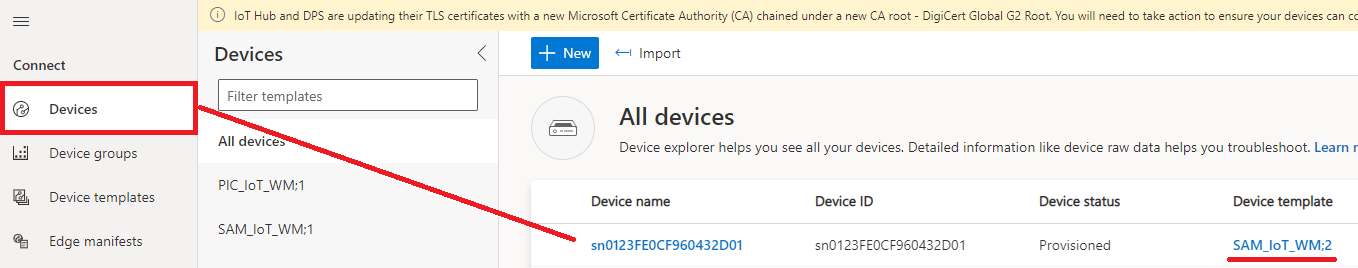 IoT Hub and DPS are updating their TLS certificates with a new Microsoft Certificate Authority (CA) chained under a new CA root - DigiCert Global G2 Root. You will need to take action to ensure your devices can co
Connect
Devices
Device groups
Device templates
Edge manifests
Devices
Filter templates
All devices
PIC_IoT_WM;1
SAM_IoT_WM;1
New Import
All devices
Device explorer helps you see all your devices. Detailed information like device raw data helps you troubleshoot. Learn
Device name Device ID Device status Device template
sn0123FE0CF960432D01 sn0123FE0CF960432D01 Provisioned SAM_IoT_WM;2